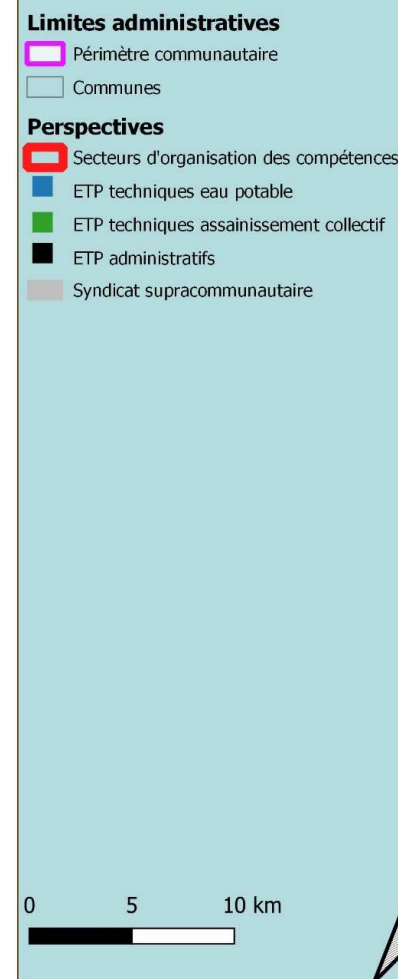 Limites administratives
Périmètre communautaire
Communes
Perspectives
Secteurs d'organisation des compétences
ETP techniques eau potable
ETP techniques assainissement collectif
ETP administratifs
Syndicat supracommunautaire
0 5 10 km